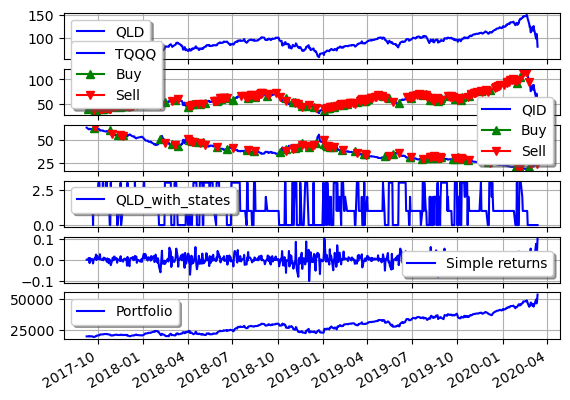 150
QLD
100
TQQQ
Buy
100
Sell
50
QID
Buy
50
Sell
25
2.5
QLD_with_states
0.0
0.1
0.0
Simple returns
−0.1
50000
Portfolio
25000
2017-10
2018-01
2018-04
2018-07
2018-10
2019-01
2019-04
2019-07
2019-10
2020-01
2020-04